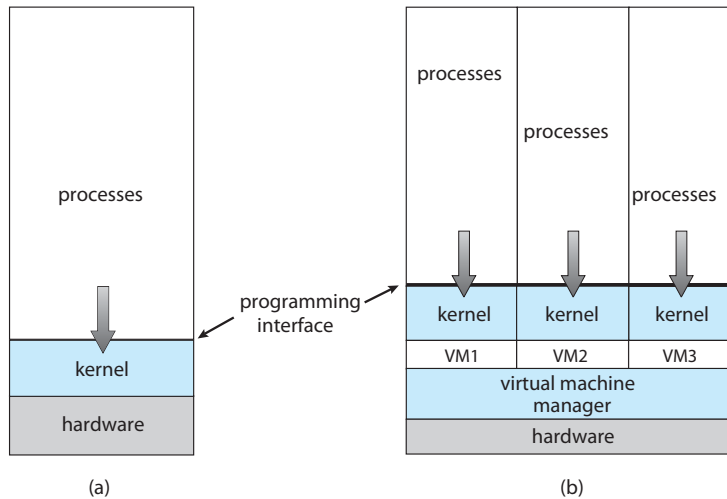 processes
kernel
hardware
(a)
programming
interface
processes
processes
processes
kernel
kernel
kernel
VM1
VM2
VM3
virtual machine
manager
hardware
(b)